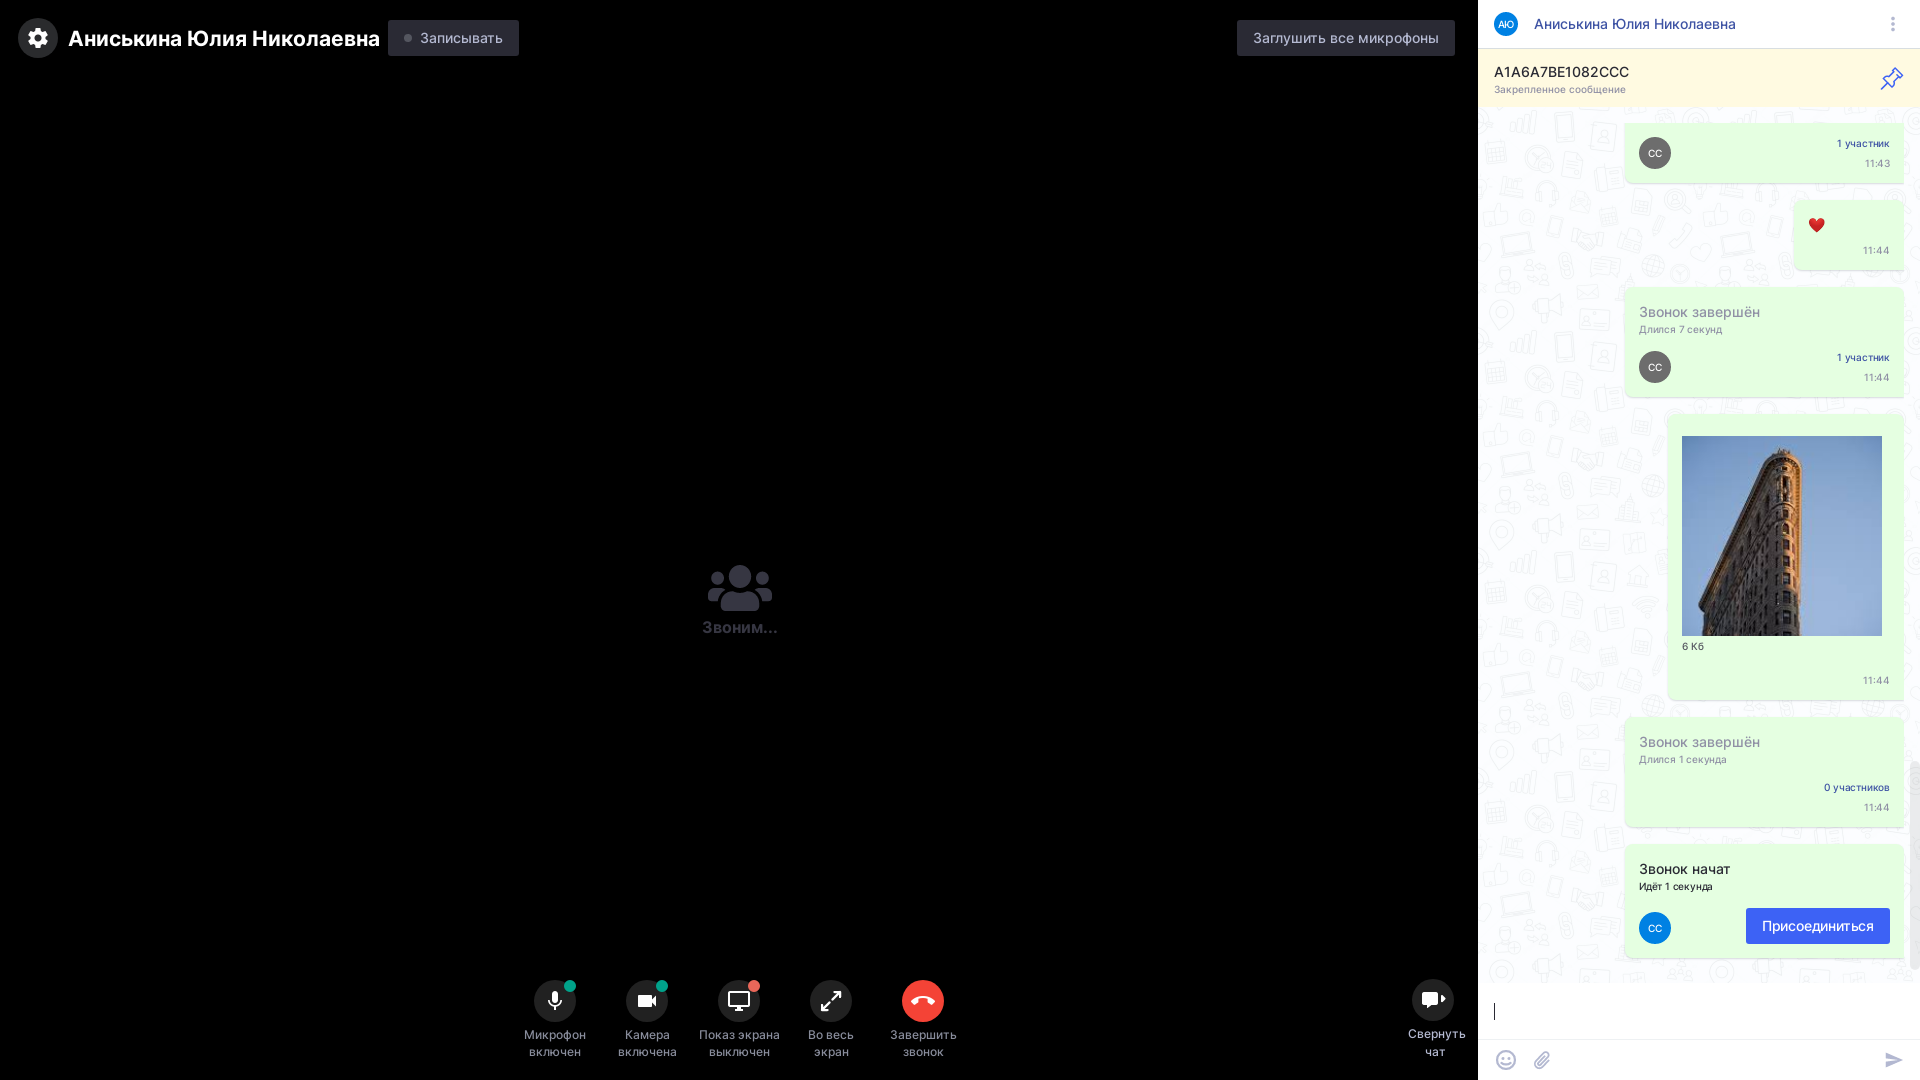 Аниськина Юлия Николаевна
Записывать
Заглушить все микрофоны
Звоним...
Микрофон
включен
Камера
включена
Показ экрана
выключен
Во весь
экран
Завершить
звонок
Свернуть
чат
АЮ
Аниськина Юлия Николаевна
A1A6A7BE1082CCC
Закрепленное сообщение
СС
1 участник
11:43
11:44
Звонок завершён
Длился 7 секунд
СС
1 участник
11:44
6 Кб
11:44
Звонок завершён
Длился 1 секунда
0 участников
11:44
Звонок начат
Идёт 1 секунда
СС
Присоединиться